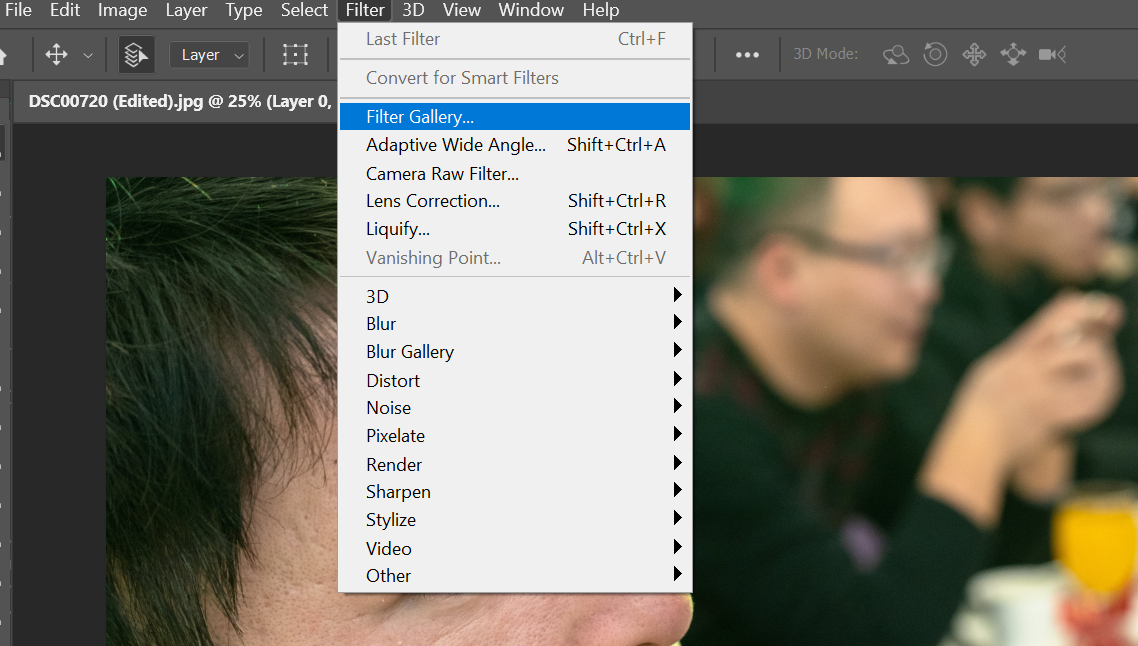 File Edit Image Layer Type Select Filter 3D View Window Help
Layer
3D Mode:
DSC00720 (Edited).jpg @ 25% (Layer 0,
Last Filter Ctrl+F
Convert for Smart Filters
Filter Gallery...
Adaptive Wide Angle... Shift+Ctrl+A
Camera Raw Filter...
Lens Correction... Shift+Ctrl+R
Liquify... Shift+Ctrl+X
Vanishing Point... Alt+Ctrl+V
3D
Blur
Blur Gallery
Distort
Noise
Pixelate
Render
Sharpen
Stylize
Video
Other